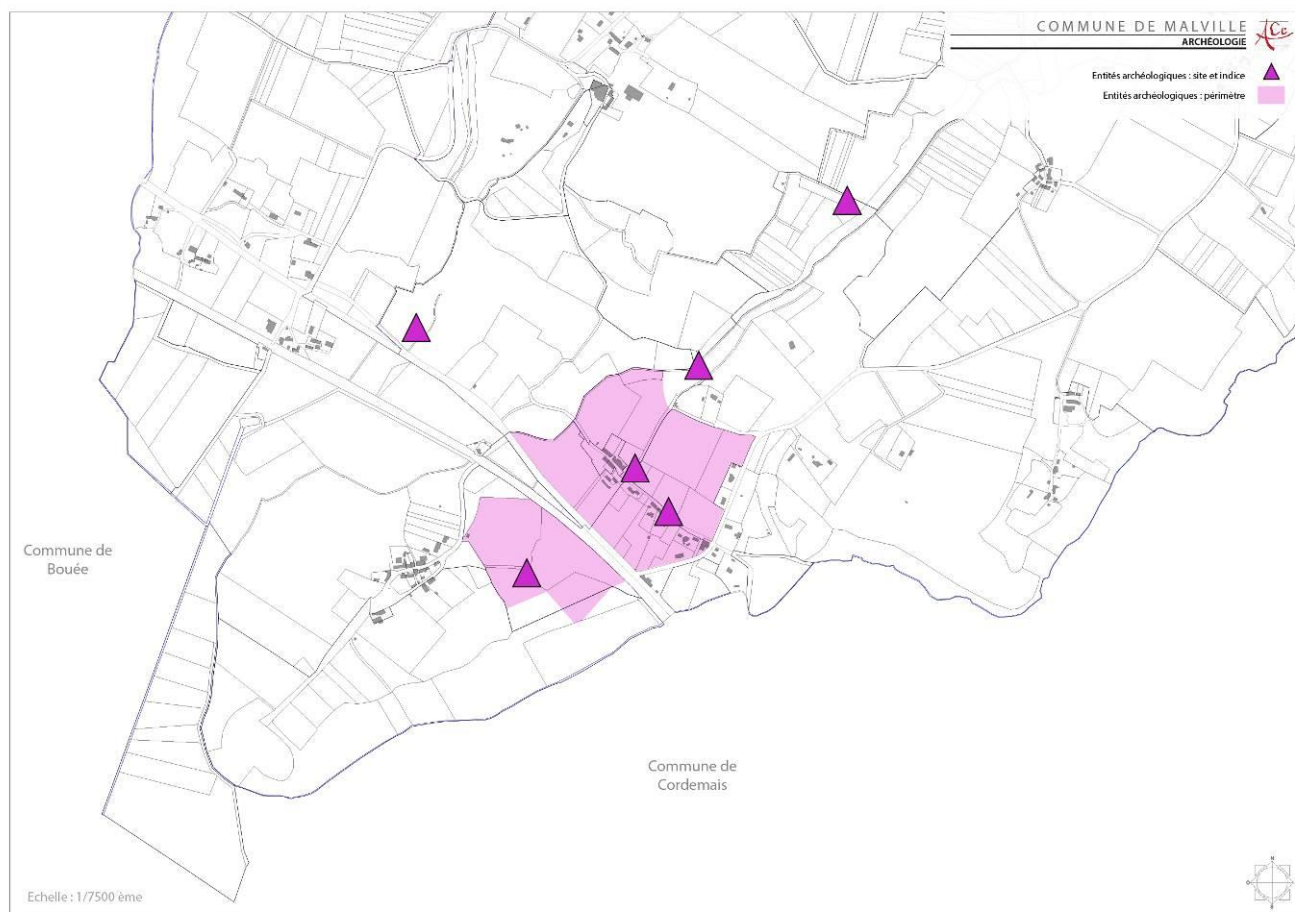 COMMUNE DE MALVILLE
ARCHÉOLOGIE
ACe
Entités archéologiques : site et indice
Entités archéologiques : périmètre
Commune de
Bouée
Commune de
Cordemais
Echelle : 1/7500 ème
N
O
E
S